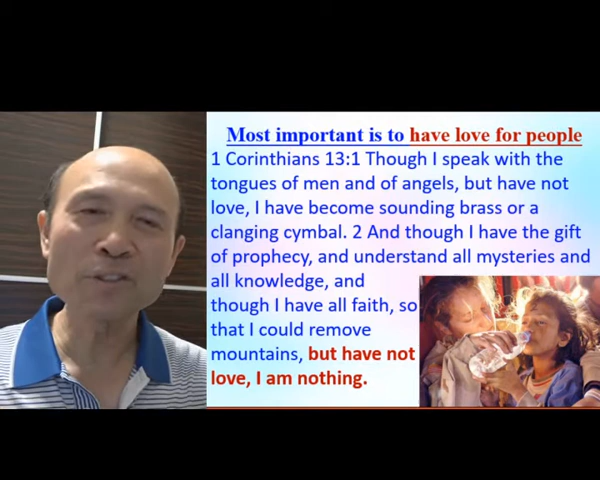 Most important is to have love for people
1 Corinthians 13:1 Though I speak with the
tongues of men and of angels, but have not
love, I have become sounding brass or a
clanging cymbal. 2 And though I have the gift
of prophecy, and understand all mysteries and
all knowledge, and
though I have all faith, so
that I could remove
mountains, but have not
love, I am nothing.